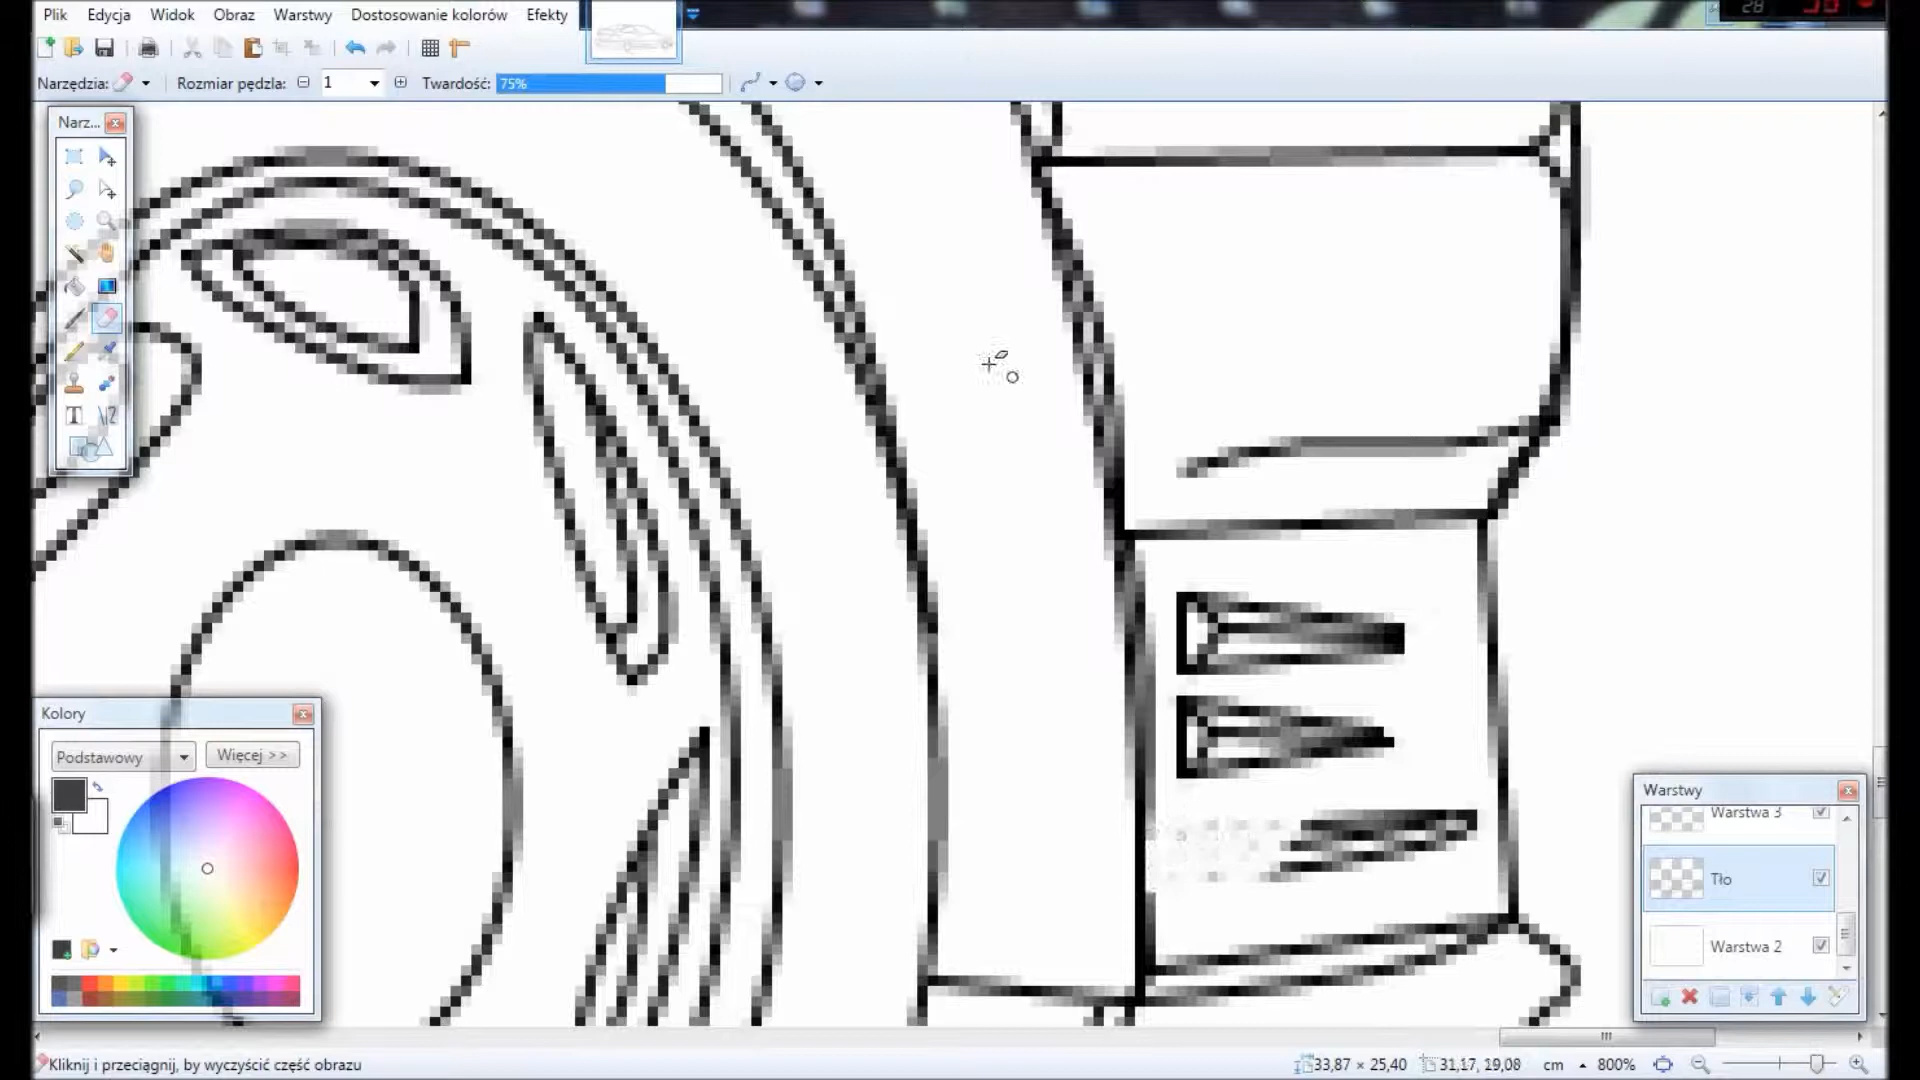 Plik Edycja Widok Obraz Warstwy Dostosowanie kolorów Efekty
28
Narzędzia: Rozmiar pędzla: 1 Twardość: 75%
Narz...
Kolory
Podstawowy Więcej >>
Warstwy
Warstwa 3
Tło
Warstwa 2
Kliknij i przeciągnij, by wyczyścić część obrazu 33,87 × 25,40 31,17, 19,08 cm 800%